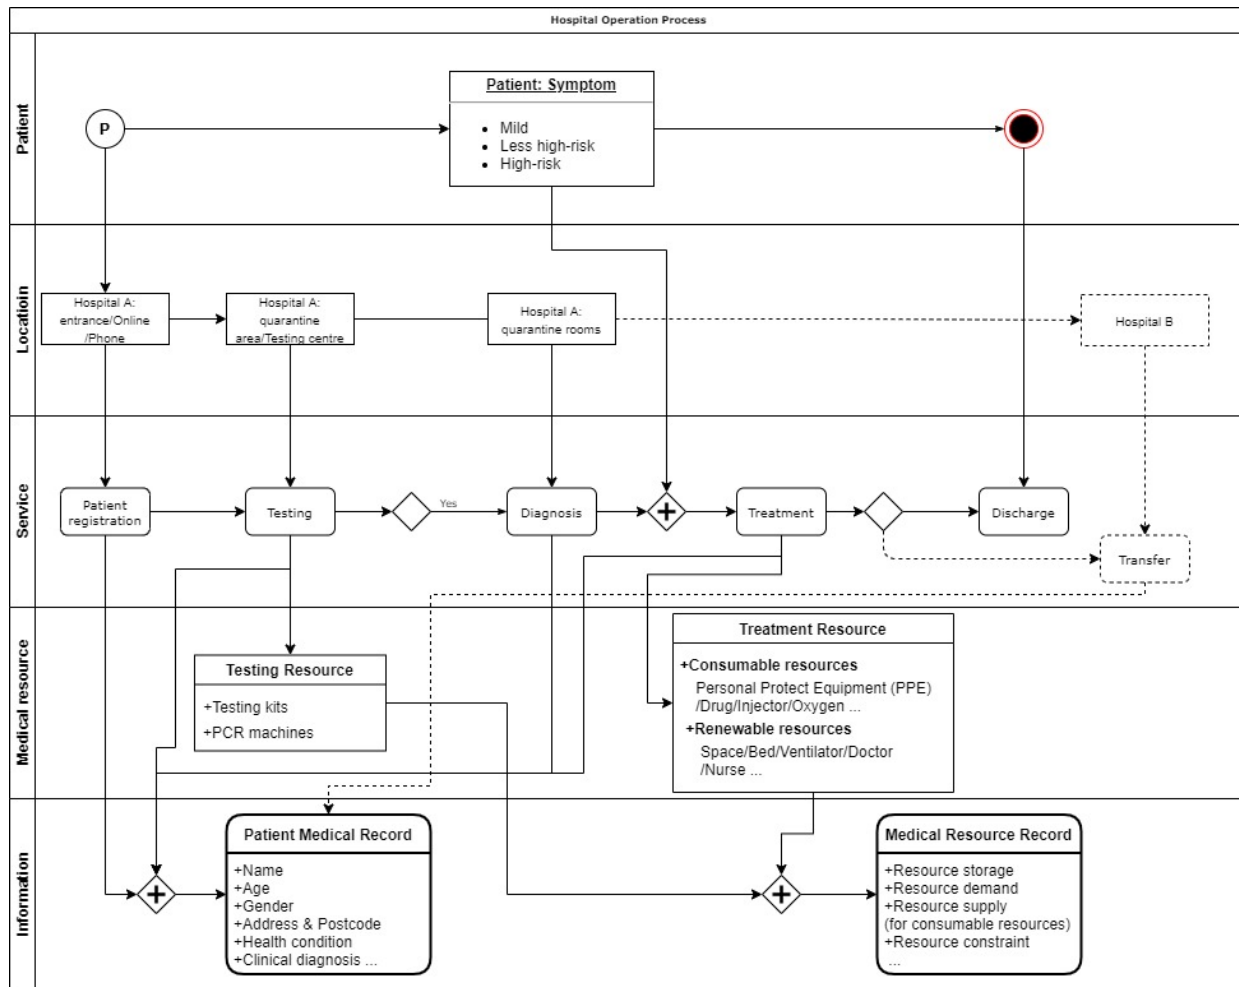 Hospital Operation Process
Patient
P
Patient: Symptom
Mild
Less high-risk
High-risk
Locatioin
Hospital A:
entrance/Online
/Phone
Hospital A:
quarantine
area/Testing centre
Hospital A:
quarantine rooms
Hospital B
Service
Patient
registration
Testing
Yes
Diagnosis
Treatment
Discharge
Transfer
Medical resource
Testing Resource
+Testing kits
+PCR machines
Treatment Resource
+Consumable resources
Personal Protect Equipment (PPE)
/Drug/Injector/Oxygen ...
+Renewable resources
Space/Bed/Ventilator/Doctor
/Nurse ...
Information
Patient Medical Record
+Name
+Age
+Gender
+Address & Postcode
+Health condition
+Clinical diagnosis ...
Medical Resource Record
+Resource storage
+Resource demand
+Resource supply
(for consumable resources)
+Resource constraint
...